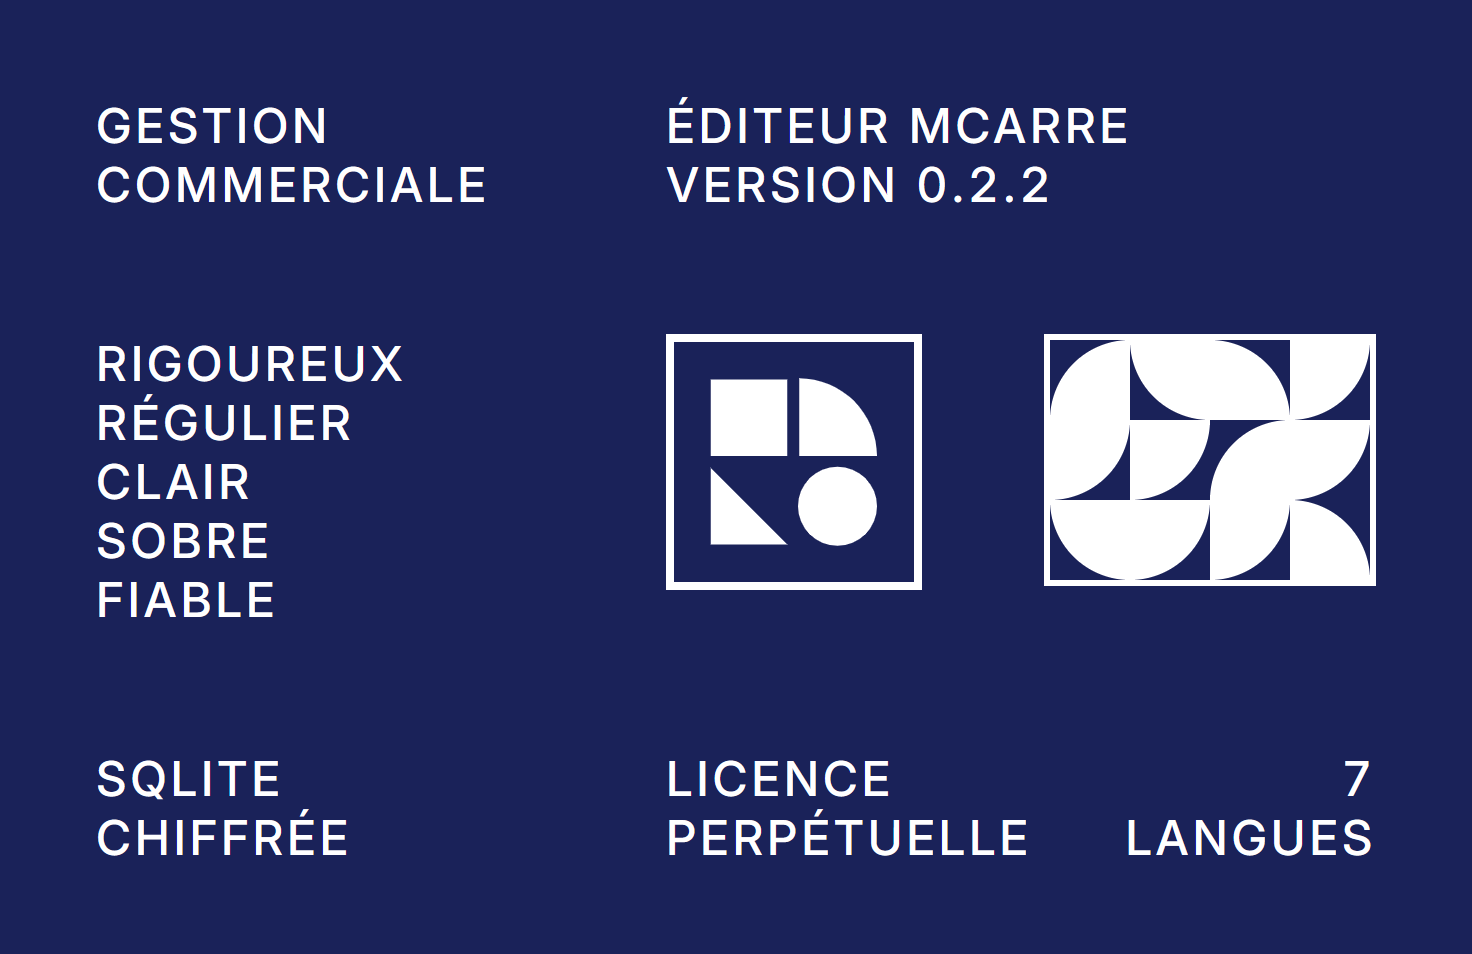 GESTION
COMMERCIALE
ÉDITEUR MCARRE
VERSION 0.2.2
RIGOUREUX
RÉGULIER
CLAIR
SOBRE
FIABLE
SQLITE
CHIFFRÉE
LICENCE
PERPÉTUELLE
7
LANGUES